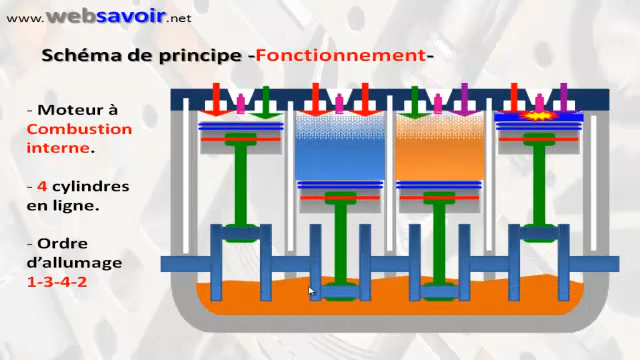 www.websavoir.net
Schéma de principe -Fonctionnement-
- Moteur à
Combustion
interne.
- 4 cylindres
en ligne.
- Ordre
d'allumage
1-3-4-2